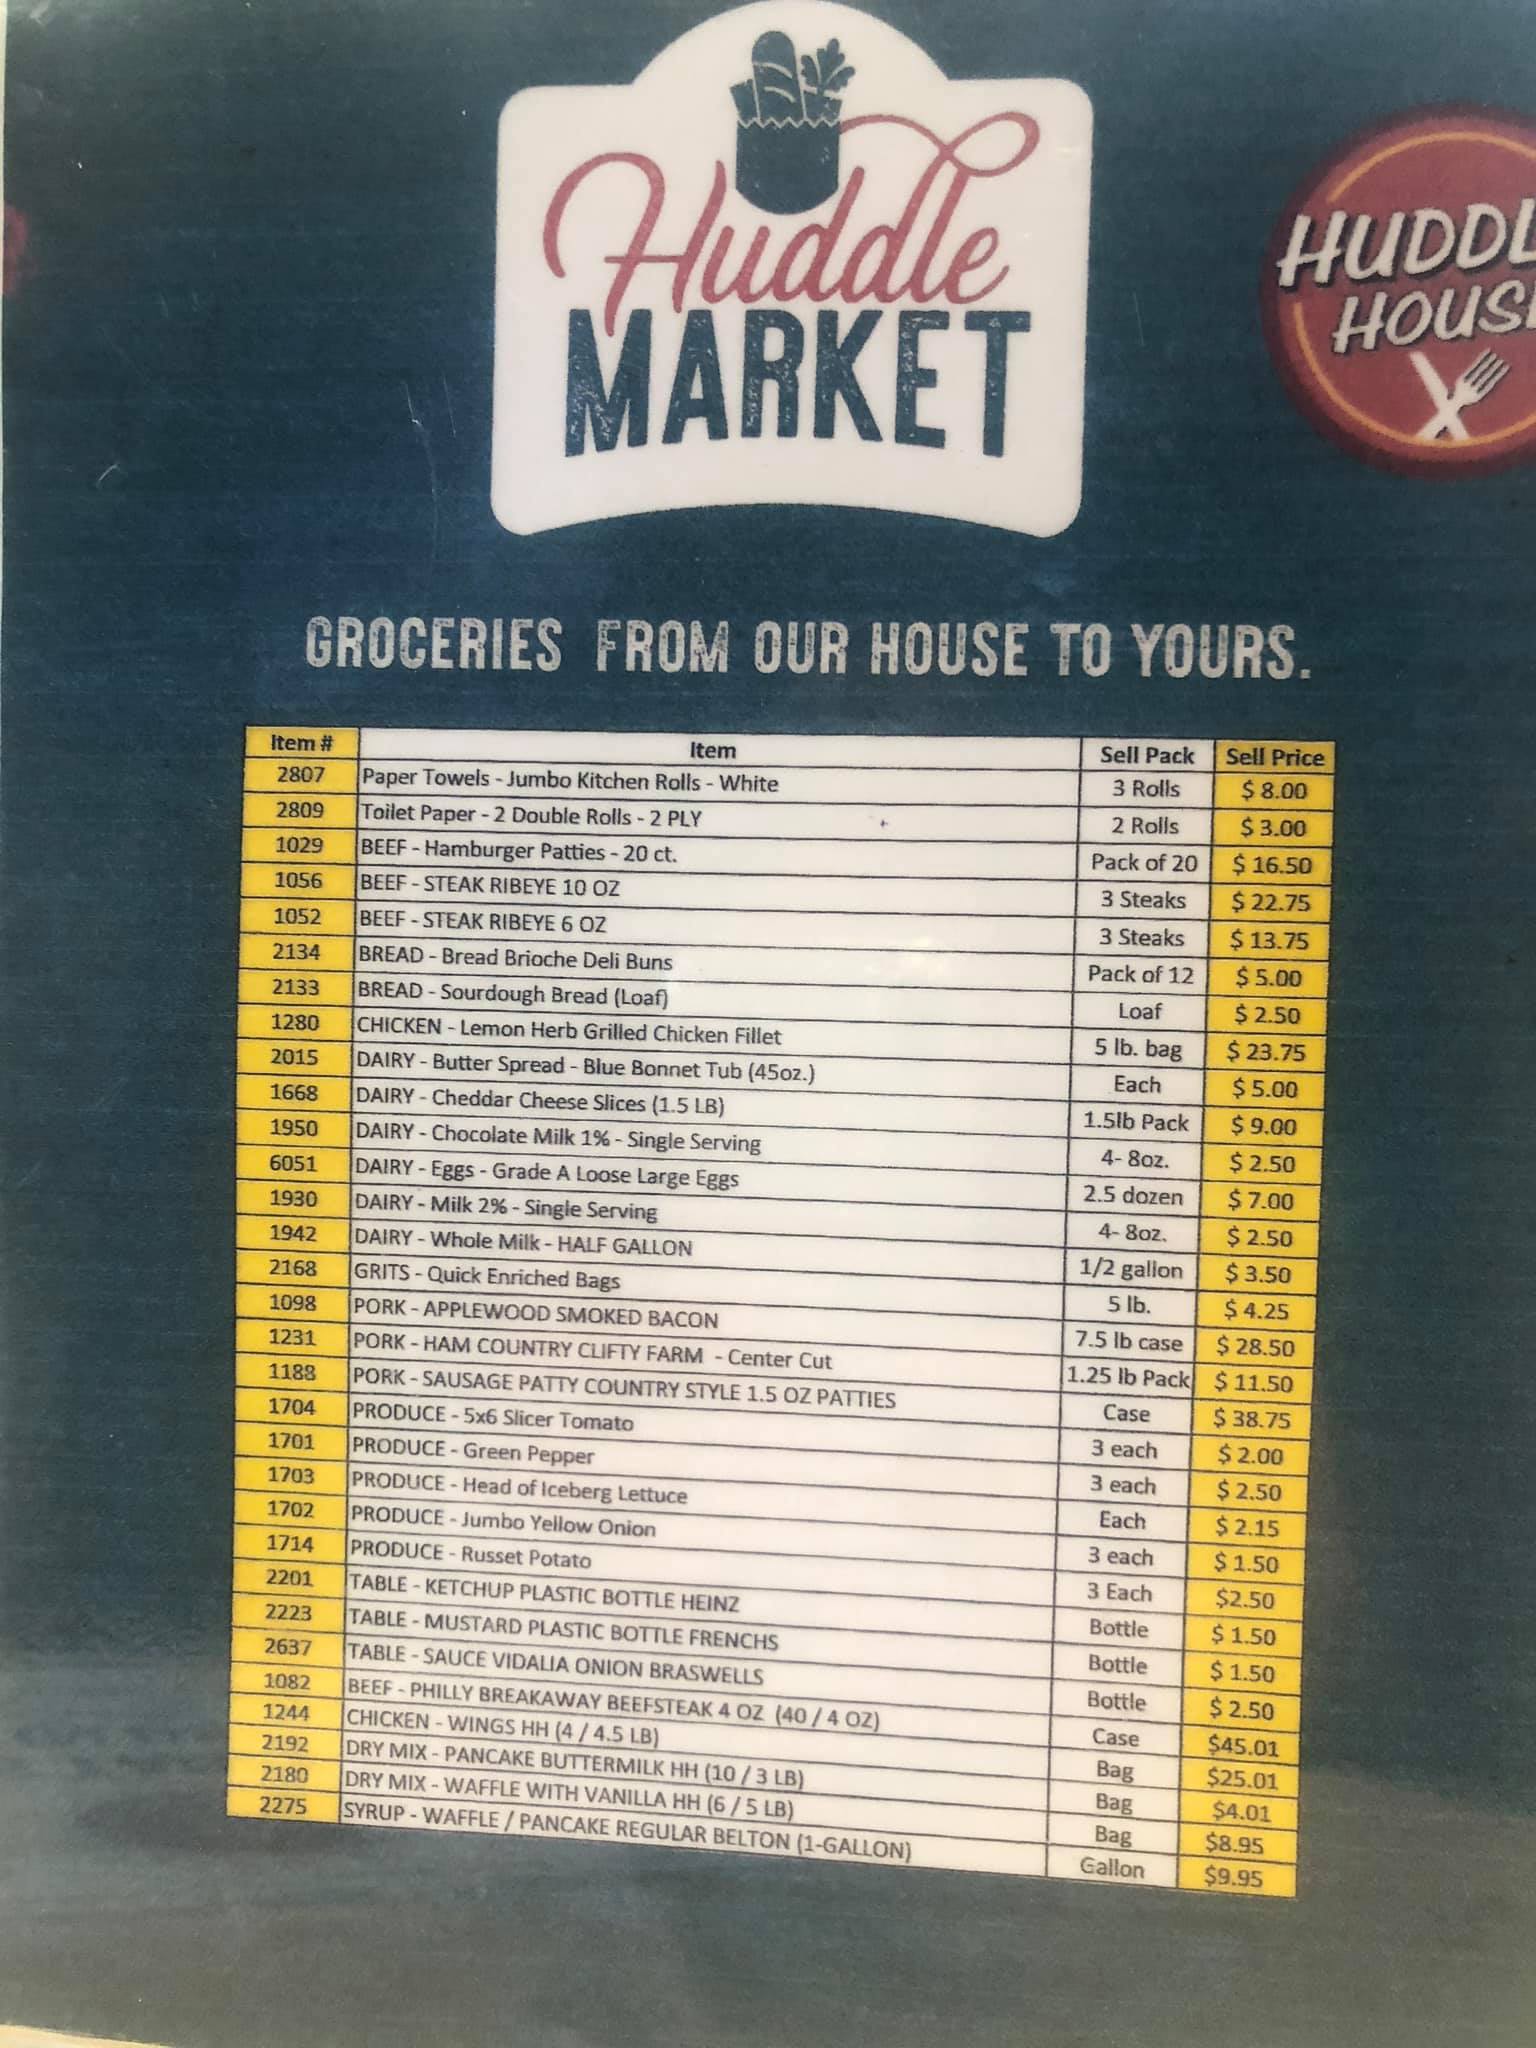 Huddle
MARKET
HUDDL
HOUS
GROCERIES FROM OUR HOUSE TO YOURS.
Item # Item Sell Pack Sell Price
2807 Paper Towels - Jumbo Kitchen Rolls - White 3 Rolls $ 8.00
2809 Toilet Paper - 2 Double Rolls - 2 PLY 2 Rolls $ 3.00
1029 BEEF - Hamburger Patties - 20 ct. Pack of 20 $ 16.50
1056 BEEF - STEAK RIBEYE 10 OZ 3 Steaks $ 22.75
1052 BEEF - STEAK RIBEYE 6 OZ 3 Steaks $ 13.75
2134 BREAD - Bread Brioche Deli Buns Pack of 12 $ 5.00
2133 BREAD - Sourdough Bread (Loaf) Loaf $ 2.50
1280 CHICKEN - Lemon Herb Grilled Chicken Fillet 5 lb. bag $ 23.75
2015 DAIRY - Butter Spread - Blue Bonnet Tub (45oz.) Each $ 5.00
1668 DAIRY - Cheddar Cheese Slices (1.5 LB) 1.5lb Pack $ 9.00
1950 DAIRY - Chocolate Milk 1% - Single Serving 4- 8oz. $ 2.50
6051 DAIRY - Eggs - Grade A Loose Large Eggs 2.5 dozen $ 7.00
1930 DAIRY - Milk 2% - Single Serving 4- 8oz. $ 2.50
1942 DAIRY - Whole Milk - HALF GALLON 1/2 gallon $ 3.50
2168 GRITS - Quick Enriched Bags 5 lb. $ 4.25
1098 PORK - APPLEWOOD SMOKED BACON 7.5 lb case $ 28.50
1231 PORK - HAM COUNTRY CLIFTY FARM - Center Cut 1.25 lb Pack $ 11.50
1188 PORK - SAUSAGE PATTY COUNTRY STYLE 1.5 OZ PATTIES Case $ 38.75
1704 PRODUCE - 5x6 Slicer Tomato 3 each $ 2.00
1701 PRODUCE - Green Pepper 3 each $ 2.50
1703 PRODUCE - Head of Iceberg Lettuce Each $ 2.15
1702 PRODUCE - Jumbo Yellow Onion 3 each $ 1.50
1714 PRODUCE - Russet Potato 3 Each $2.50
2201 TABLE - KETCHUP PLASTIC BOTTLE HEINZ Bottle $ 1.50
2223 TABLE - MUSTARD PLASTIC BOTTLE FRENCHS Bottle $ 1.50
2637 TABLE - SAUCE VIDALIA ONION BRASWELLS Bottle $ 2.50
1082 BEEF - PHILLY BREAKAWAY BEEFSTEAK 4 OZ (40 / 4 OZ) Case $45.01
1244 CHICKEN - WINGS HH (4 / 4.5 LB) Bag $25.01
2192 DRY MIX - PANCAKE BUTTERMILK HH (10 / 3 LB) Bag $4.01
2180 DRY MIX - WAFFLE WITH VANILLA HH (6 / 5 LB) Bag $8.95
2275 SYRUP - WAFFLE / PANCAKE REGULAR BELTON (1-GALLON) Gallon $9.95